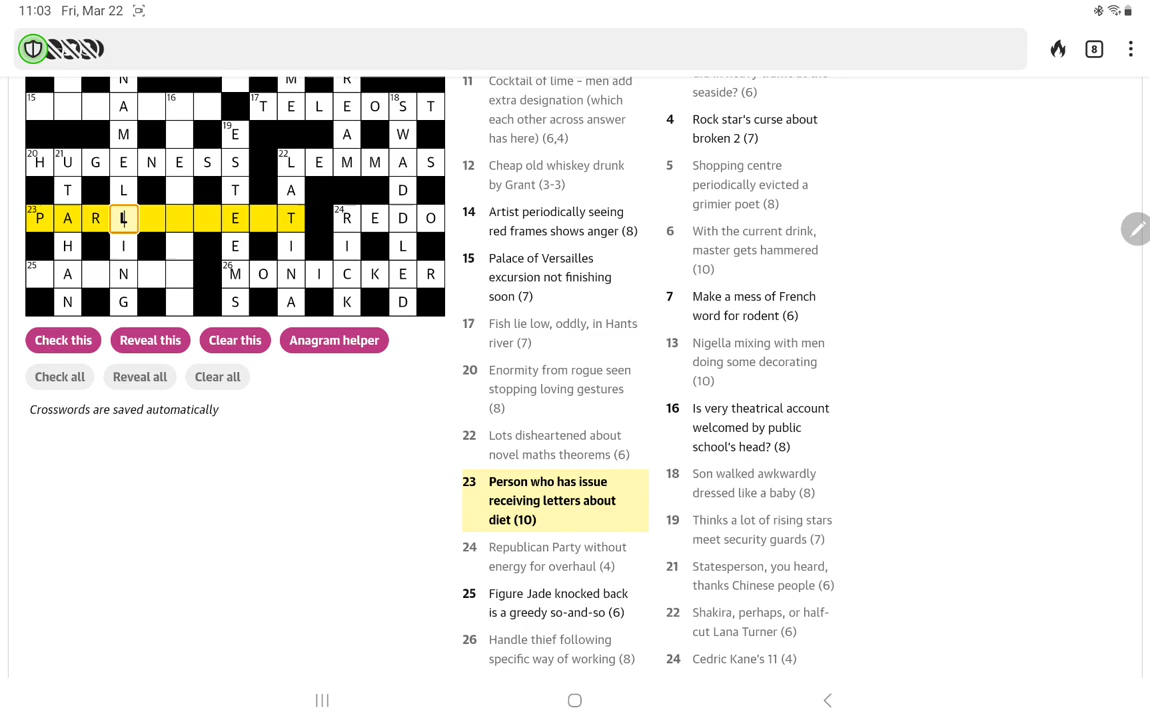 11:03 Fri, Mar 22
8
N M R
15 A 16 17 T E L E O 18 S T
M 19 E A W
20 H 21 U G E N E S S 22 L E M M A S
T L T A D
23 P A R L E T 24 R E D O
H I E I I L
25 A N 26 M O N I C K E R
N G S A K D
Check this
Reveal this
Clear this
Anagram helper
Check all
Reveal all
Clear all
Crosswords are saved automatically
11 Cocktail of lime – men add
extra designation (which
each other across answer
has here) (6,4)
12 Cheap old whiskey drunk
by Grant (3-3)
14 Artist periodically seeing
red frames shows anger (8)
15 Palace of Versailles
excursion not finishing
soon (7)
17 Fish lie low, oddly, in Hants
river (7)
20 Enormity from rogue seen
stopping loving gestures
(8)
22 Lots disheartened about
novel maths theorems (6)
23 Person who has issue
receiving letters about
diet (10)
24 Republican Party without
energy for overhaul (4)
25 Figure Jade knocked back
is a greedy so-and-so (6)
26 Handle thief following
specific way of working (8)
seaside? (6)
4 Rock star's curse about
broken 2 (7)
5 Shopping centre
periodically evicted a
grimier poet (8)
6 With the current drink,
master gets hammered
(10)
7 Make a mess of French
word for rodent (6)
13 Nigella mixing with men
doing some decorating
(10)
16 Is very theatrical account
welcomed by public
school's head? (8)
18 Son walked awkwardly
dressed like a baby (8)
19 Thinks a lot of rising stars
meet security guards (7)
21 Statesperson, you heard,
thanks Chinese people (6)
22 Shakira, perhaps, or half-
cut Lana Turner (6)
24 Cedric Kane's 11 (4)